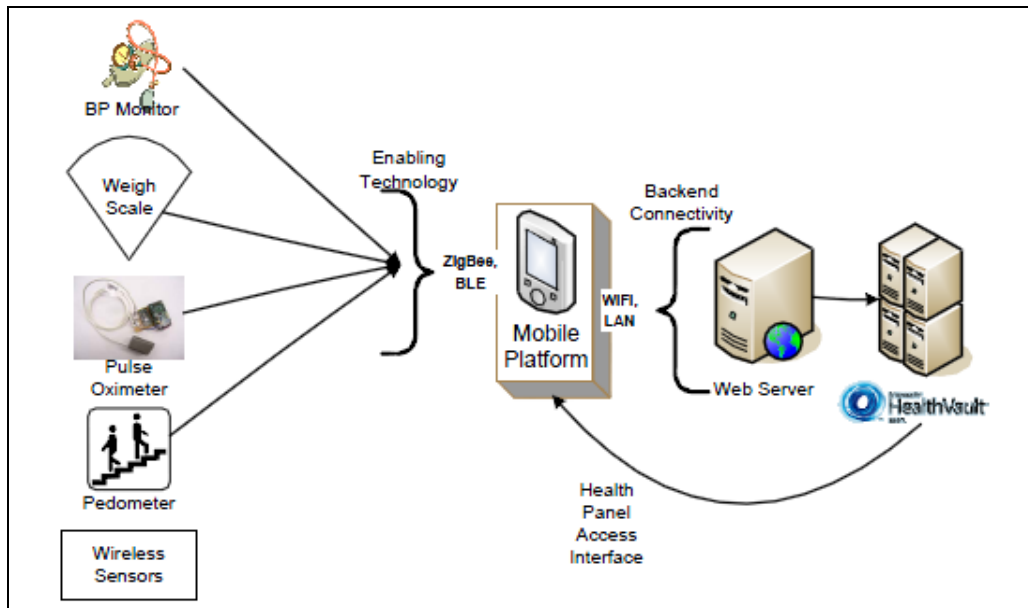 BP Monitor
Weigh
Scale
Pulse
Oximeter
Pedometer
Wireless
Sensors
Enabling
Technology
ZigBee,
BLE
Mobile
Platform
WIFI,
LAN
Backend
Connectivity
Web Server
HealthVault
Health
Panel
Access
Interface